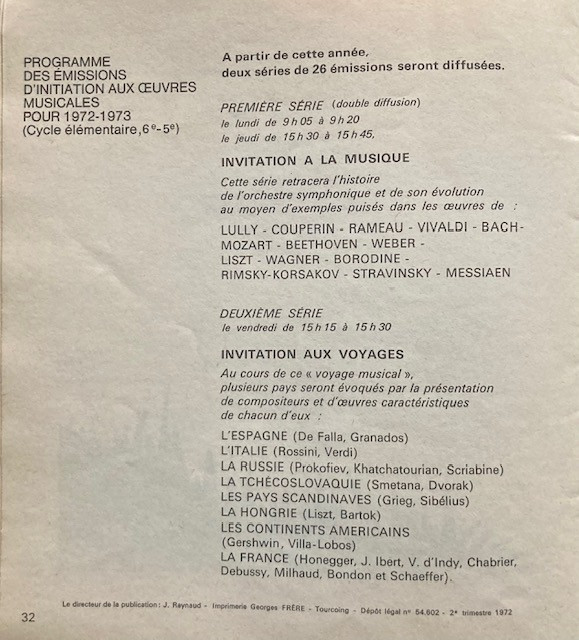 PROGRAMME
DES ÉMISSIONS
D'INITIATION AUX ŒUVRES
MUSICALES
POUR 1972-1973
(Cycle élémentaire,6e-5e)
A partir de cette année,
deux séries de 26 émissions seront diffusées.
PREMIÈRE SÉRIE (double diffusion)
le lundi de 9 h 05 à 9 h 20
le jeudi de 15 h 30 à 15 h 45,
INVITATION A LA MUSIQUE
Cette série retracera l'histoire
de l'orchestre symphonique et de son évolution
au moyen d'exemples puisés dans les œuvres de :
LULLY - COUPERIN - RAMEAU - VIVALDI - BACH-
MOZART - BEETHOVEN - WEBER -
LISZT - WAGNER - BORODINE -
RIMSKY-KORSAKOV - STRAVINSKY - MESSIAEN
DEUXIÈME SÉRIE
le vendredi de 15 h 15 à 15 h 30
INVITATION AUX VOYAGES
Au cours de ce « voyage musical »,
plusieurs pays seront évoqués par la présentation
de compositeurs et d'œuvres caractéristiques
de chacun d'eux :
L'ESPAGNE (De Falla, Granados)
L'ITALIE (Rossini, Verdi)
LA RUSSIE (Prokofiev, Khatchatourian, Scriabine)
LA TCHÉCOSLOVAQUIE (Smetana, Dvorak)
LES PAYS SCANDINAVES (Grieg, Sibélius)
LA HONGRIE (Liszt, Bartok)
LES CONTINENTS AMERICAINS
(Gershwin, Villa-Lobos)
LA FRANCE (Honegger, J. Ibert, V. d'Indy, Chabrier,
Debussy, Milhaud, Bondon et Schaeffer).
Le directeur de la publication : J. Raynaud - Imprimerie Georges FRÈRE - Tourcoing - Dépôt légal n° 54.602 - 2e trimestre 1972
32